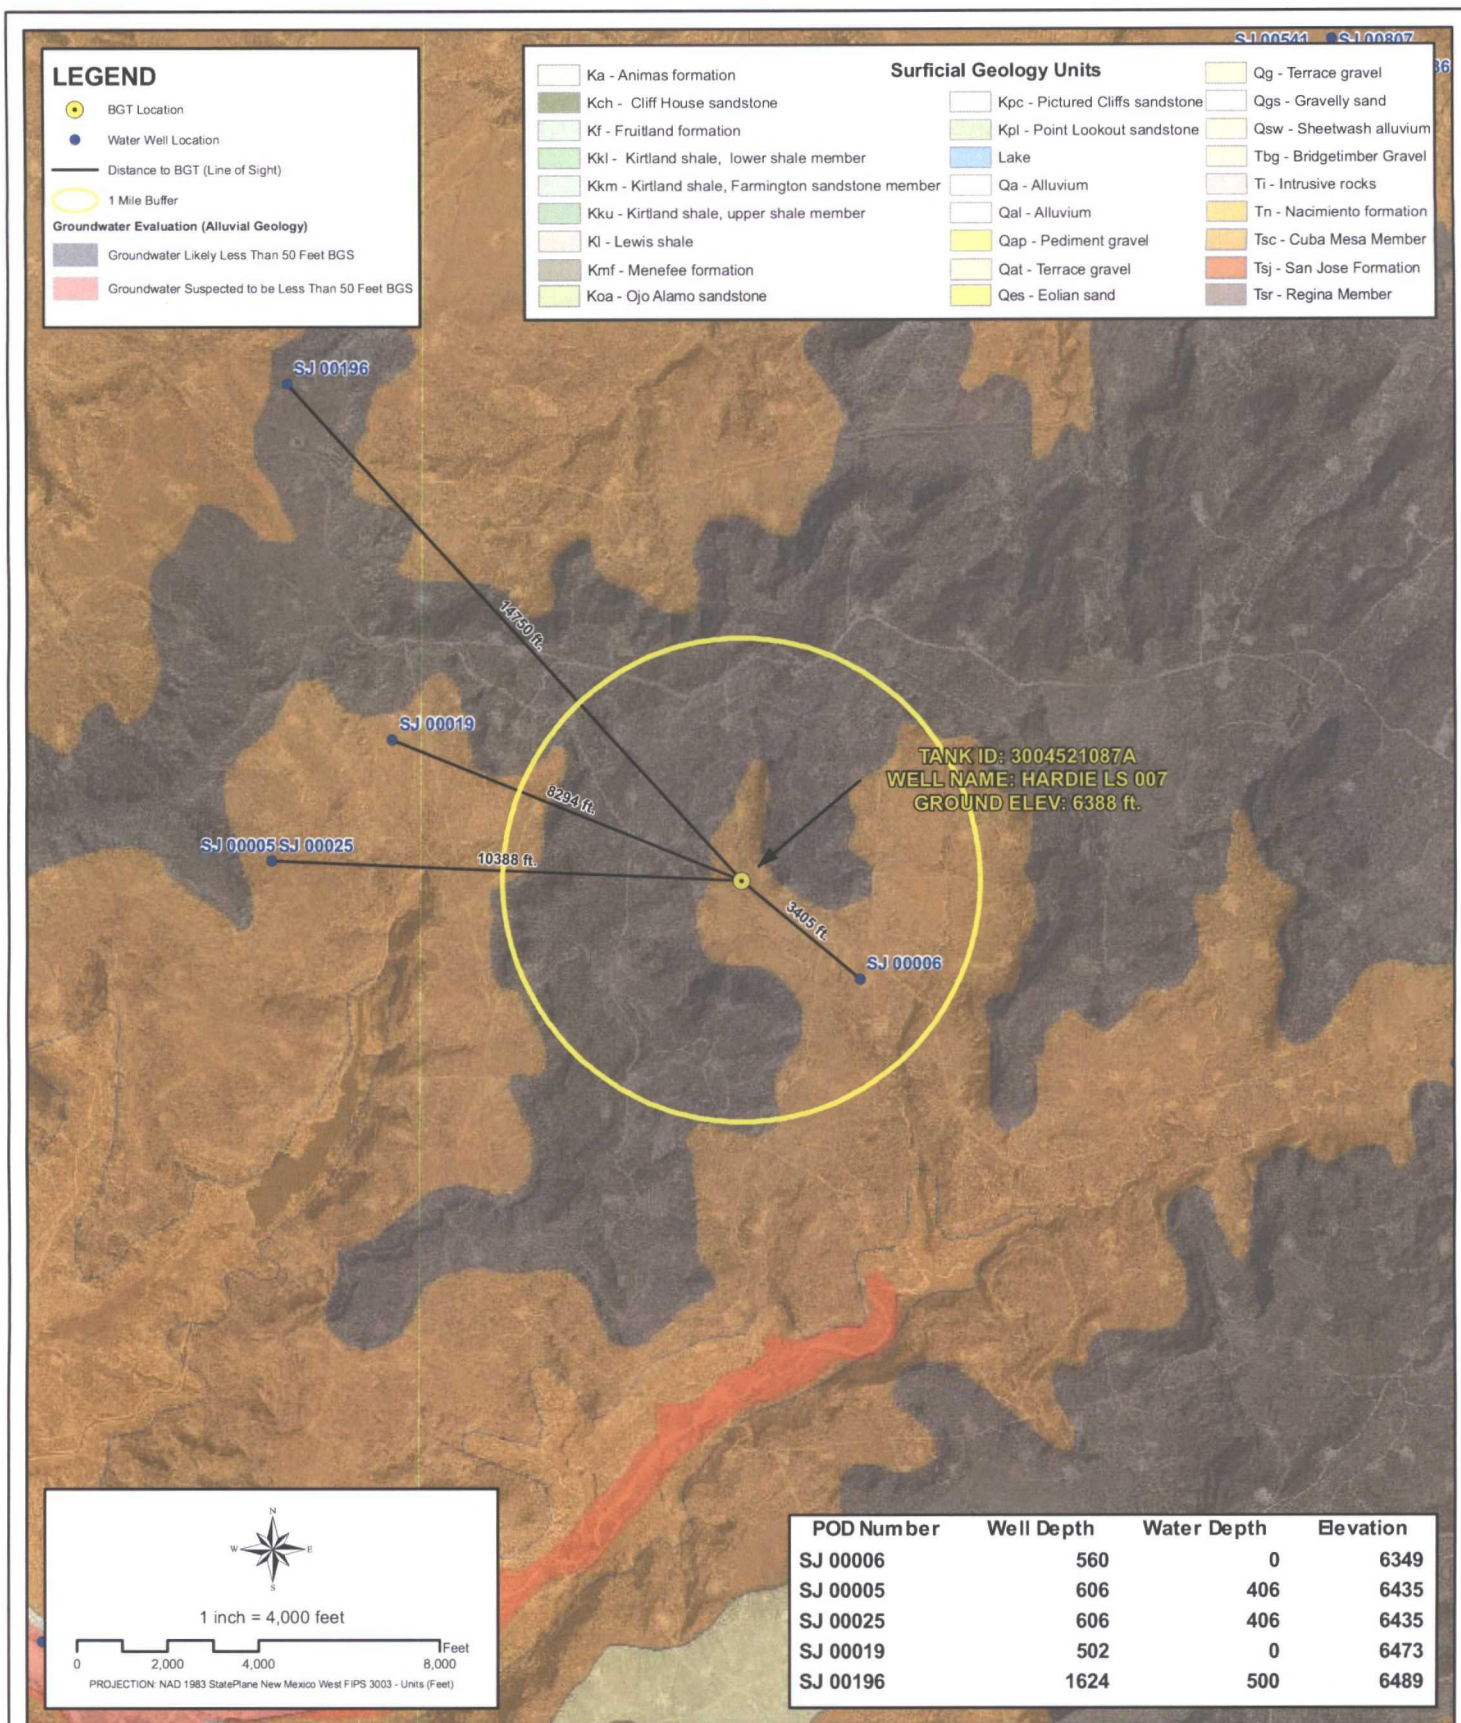 LEGEND
BGT Location
Water Well Location
Distance to BGT (Line of Sight)
1 Mile Buffer
Groundwater Evaluation (Alluvial Geology)
Groundwater Likely Less Than 50 Feet BGS
Groundwater Suspected to be Less Than 50 Feet BGS
Surficial Geology Units
Ka - Animas formation
Kch - Cliff House sandstone
Kf - Fruitland formation
Kkl - Kirtland shale, lower shale member
Kkm - Kirtland shale, Farmington sandstone member
Kku - Kirtland shale, upper shale member
Kl - Lewis shale
Kmf - Menefee formation
Koa - Ojo Alamo sandstone
Kpc - Pictured Cliffs sandstone
Kpl - Point Lookout sandstone
Lake
Qa - Alluvium
Qal - Alluvium
Qap - Pediment gravel
Qat - Terrace gravel
Qes - Eolian sand
Qg - Terrace gravel
Qgs - Gravelly sand
Qsw - Sheetwash alluvium
Tbg - Bridgetimber Gravel
Ti - Intrusive rocks
Tn - Nacimiento formation
Tsc - Cuba Mesa Member
Tsj - San Jose Formation
Tsr - Regina Member
SJ 00541 SJ 00807
36
SJ 00196
14750 ft.
SJ 00019
8294 ft.
SJ 00005 SJ 00025
10388 ft.
TANK ID: 3004521087A
WELL NAME: HARDIE LS 007
GROUND ELEV: 6388 ft.
3405 ft.
SJ 00006
N
W E
S
1 inch = 4,000 feet
Feet
0 2,000 4,000 8,000
PROJECTION: NAD 1983 StatePlane New Mexico West FIPS 3003 - Units (Feet)
POD Number Well Depth Water Depth Elevation
SJ 00006 560 0 6349
SJ 00005 606 406 6435
SJ 00025 606 406 6435
SJ 00019 502 0 6473
SJ 00196 1624 500 6489